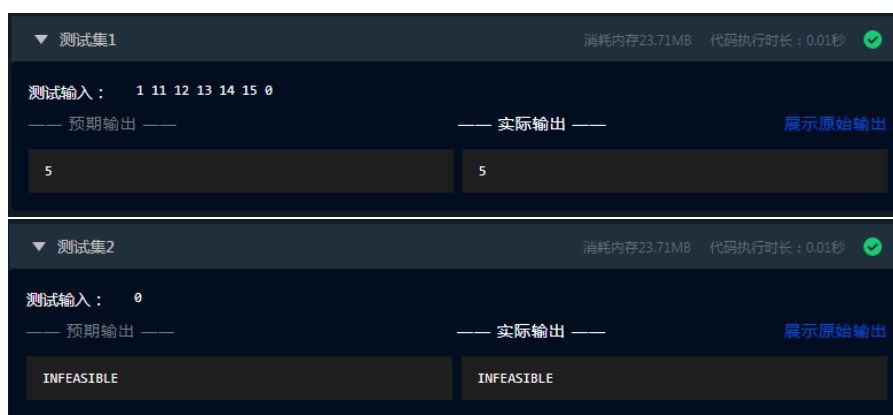 ▼ 测试集1 消耗内存23.71MB 代码执行时长：0.01秒
测试输入： 1 11 12 13 14 15 0
—— 预期输出 —— —— 实际输出 —— 展示原始输出
5 5
▼ 测试集2 消耗内存23.71MB 代码执行时长：0.01秒
测试输入： 0
—— 预期输出 —— —— 实际输出 —— 展示原始输出
INFEASIBLE INFEASIBLE